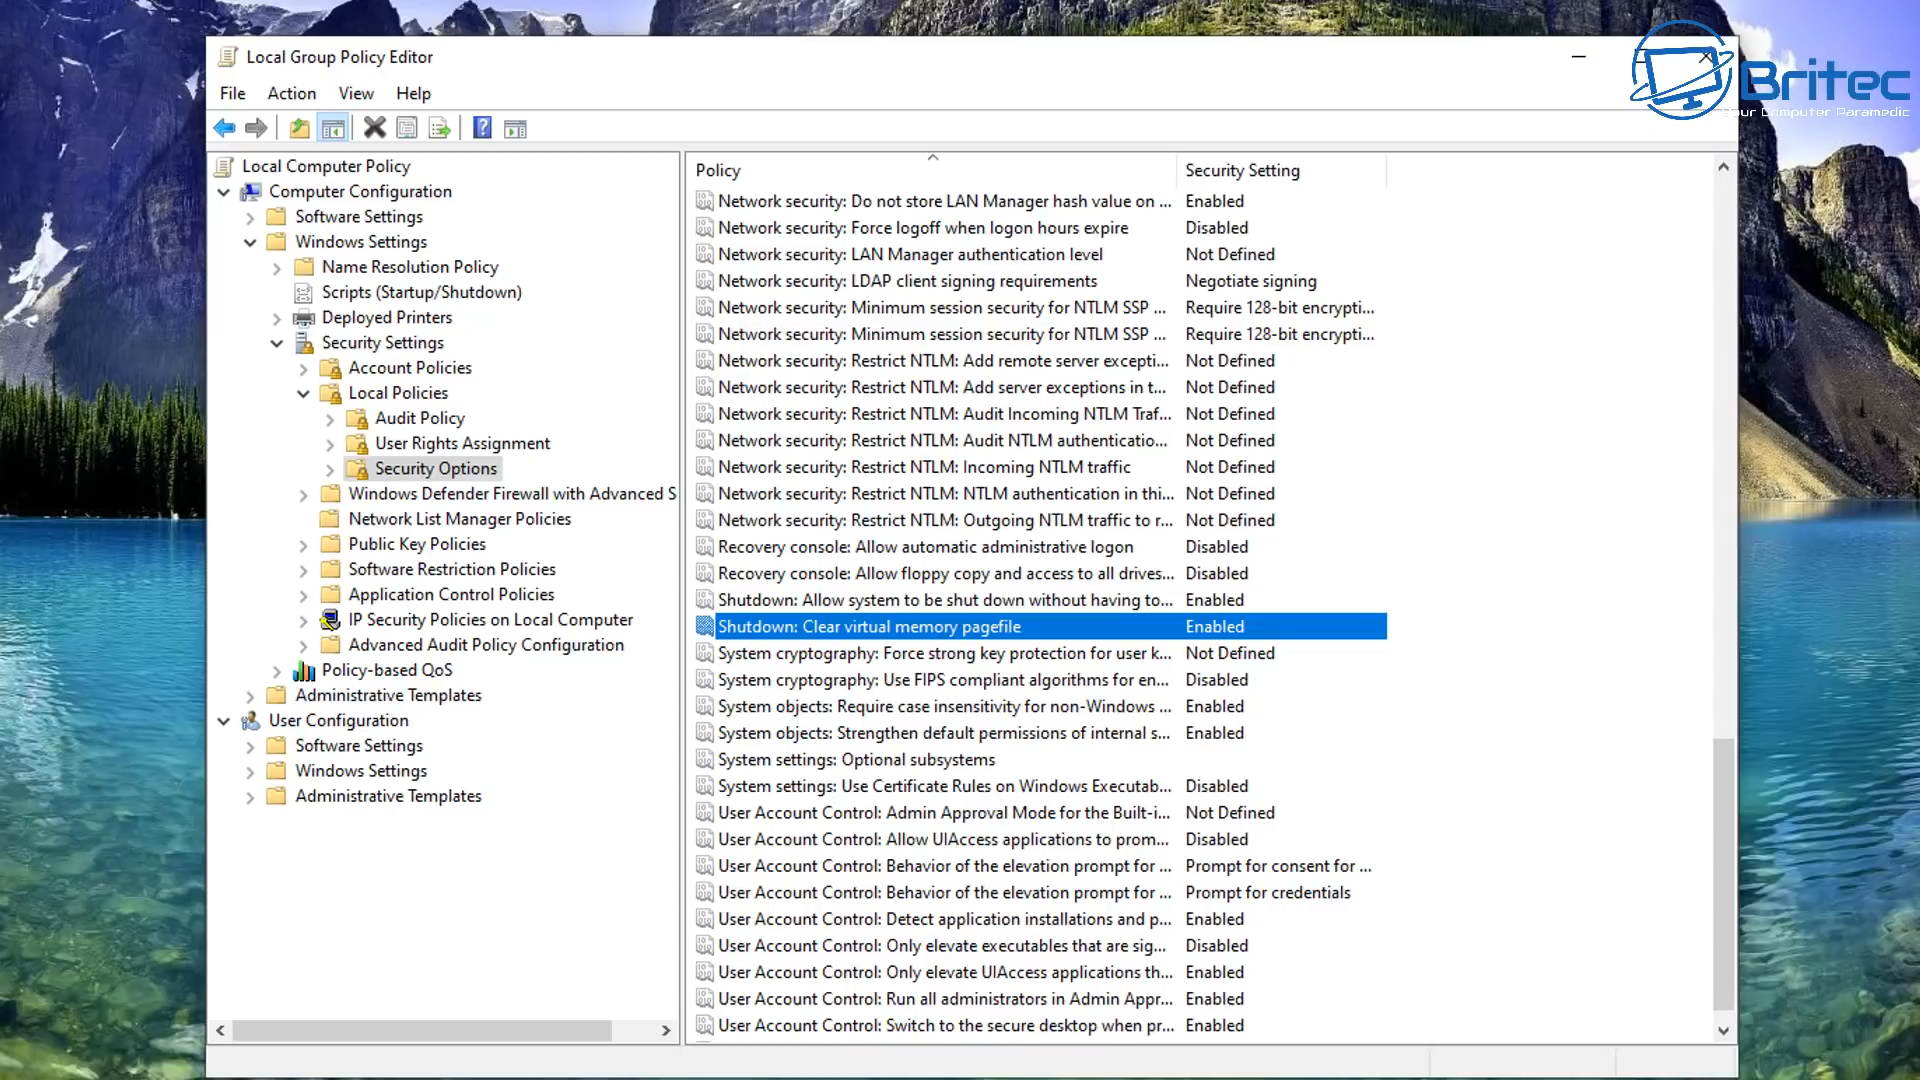 Local Group Policy Editor
File Action View Help
Britec
Your Computer Paramedic
Local Computer Policy
Computer Configuration
Software Settings
Windows Settings
Name Resolution Policy
Scripts (Startup/Shutdown)
Deployed Printers
Security Settings
Account Policies
Local Policies
Audit Policy
User Rights Assignment
Security Options
Windows Defender Firewall with Advanced S
Network List Manager Policies
Public Key Policies
Software Restriction Policies
Application Control Policies
IP Security Policies on Local Computer
Advanced Audit Policy Configuration
Policy-based QoS
Administrative Templates
User Configuration
Software Settings
Windows Settings
Administrative Templates
Policy Security Setting
Network security: Do not store LAN Manager hash value on ... Enabled
Network security: Force logoff when logon hours expire Disabled
Network security: LAN Manager authentication level Not Defined
Network security: LDAP client signing requirements Negotiate signing
Network security: Minimum session security for NTLM SSP ... Require 128-bit encrypti...
Network security: Minimum session security for NTLM SSP ... Require 128-bit encrypti...
Network security: Restrict NTLM: Add remote server excepti... Not Defined
Network security: Restrict NTLM: Add server exceptions in t... Not Defined
Network security: Restrict NTLM: Audit Incoming NTLM Traf... Not Defined
Network security: Restrict NTLM: Audit NTLM authenticatio... Not Defined
Network security: Restrict NTLM: Incoming NTLM traffic Not Defined
Network security: Restrict NTLM: NTLM authentication in thi... Not Defined
Network security: Restrict NTLM: Outgoing NTLM traffic to r... Not Defined
Recovery console: Allow automatic administrative logon Disabled
Recovery console: Allow floppy copy and access to all drives... Disabled
Shutdown: Allow system to be shut down without having to... Enabled
Shutdown: Clear virtual memory pagefile Enabled
System cryptography: Force strong key protection for user k... Not Defined
System cryptography: Use FIPS compliant algorithms for en... Disabled
System objects: Require case insensitivity for non-Windows ... Enabled
System objects: Strengthen default permissions of internal s... Enabled
System settings: Optional subsystems
System settings: Use Certificate Rules on Windows Executab... Disabled
User Account Control: Admin Approval Mode for the Built-i... Not Defined
User Account Control: Allow UIAccess applications to prom... Disabled
User Account Control: Behavior of the elevation prompt for ... Prompt for consent for ...
User Account Control: Behavior of the elevation prompt for ... Prompt for credentials
User Account Control: Detect application installations and p... Enabled
User Account Control: Only elevate executables that are sig... Disabled
User Account Control: Only elevate UIAccess applications th... Enabled
User Account Control: Run all administrators in Admin Appr... Enabled
User Account Control: Switch to the secure desktop when pr... Enabled